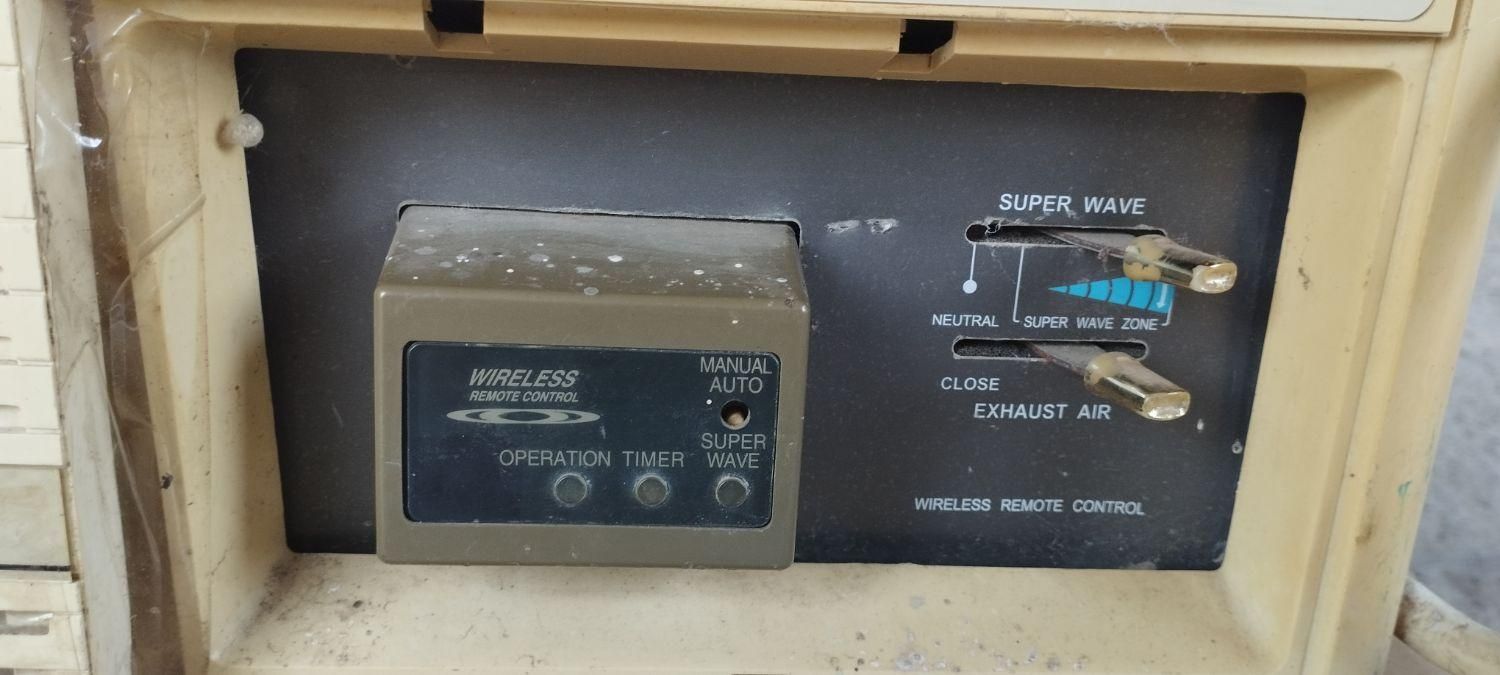 SUPER WAVE
NEUTRAL
SUPER WAVE ZONE
CLOSE
EXHAUST AIR
WIRELESS REMOTE CONTROL
WIRELESS
REMOTE CONTROL
MANUAL
AUTO
SUPER
WAVE
OPERATION
TIMER